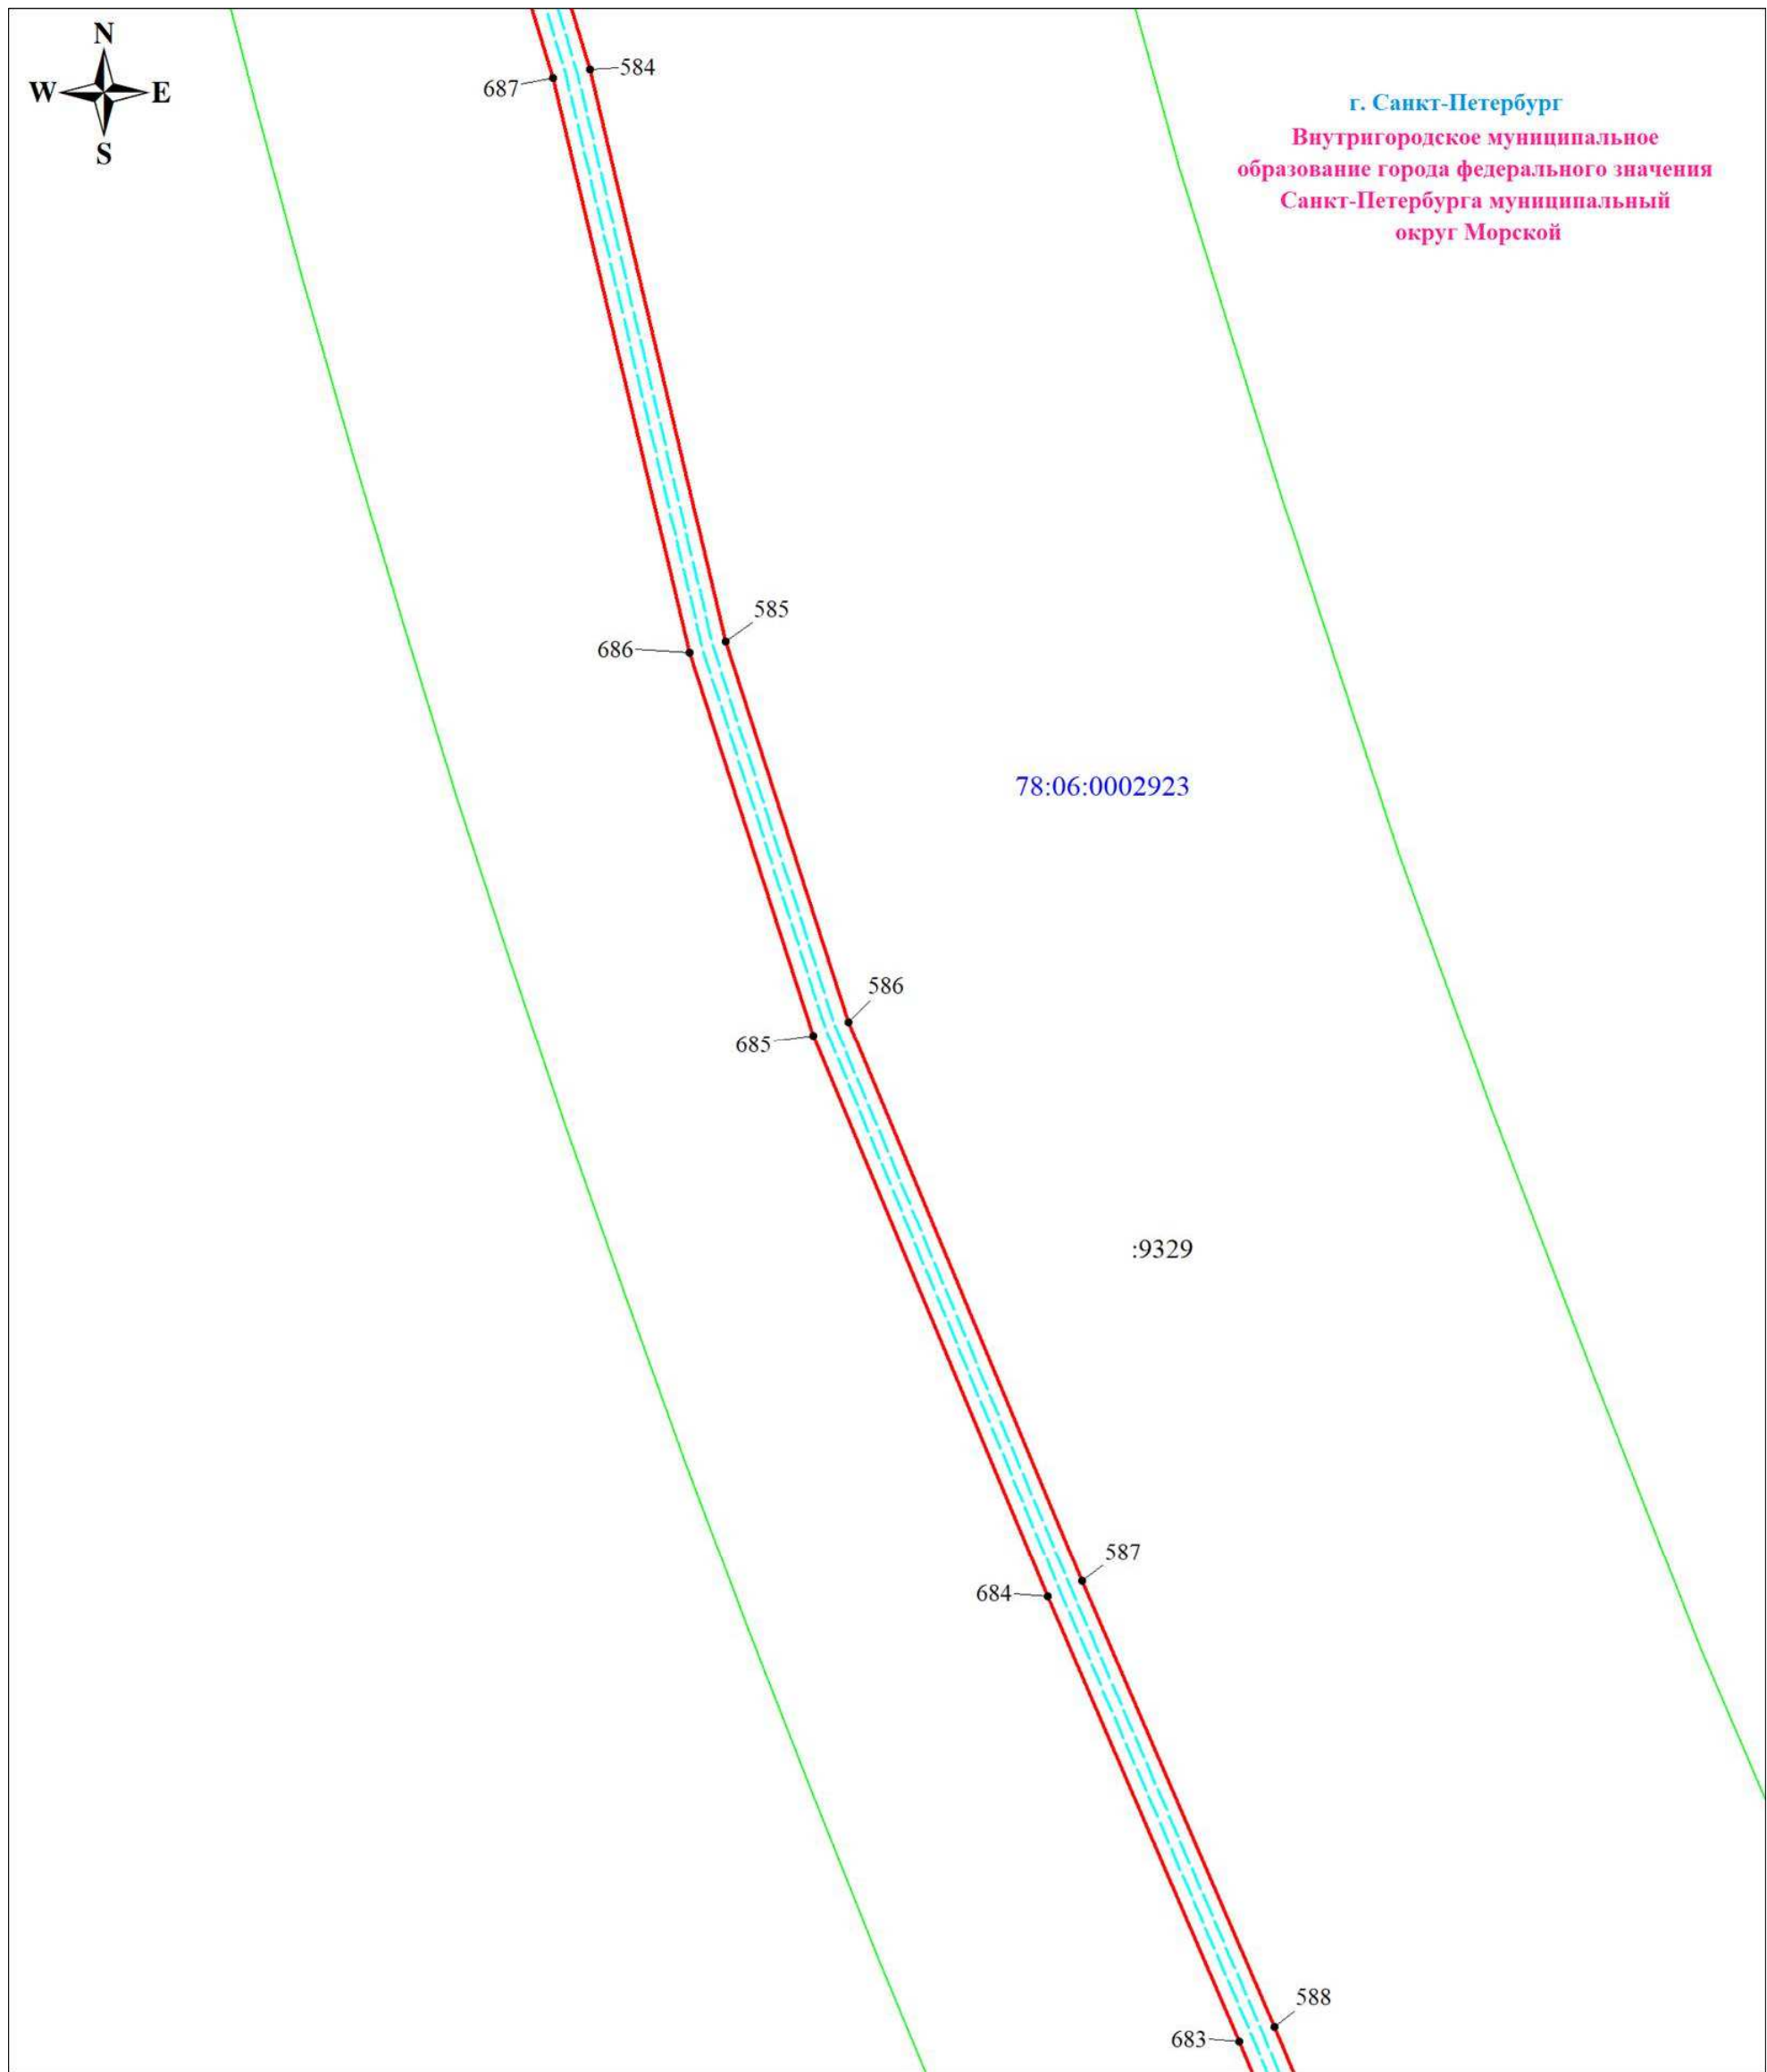 N
W E
S
г. Санкт-Петербург
Внутригородское муниципальное
образование города федерального значения
Санкт-Петербурга муниципальный
округ Морской
584
687
585
686
78:06:0002923
586
685
:9329
587
684
588
683